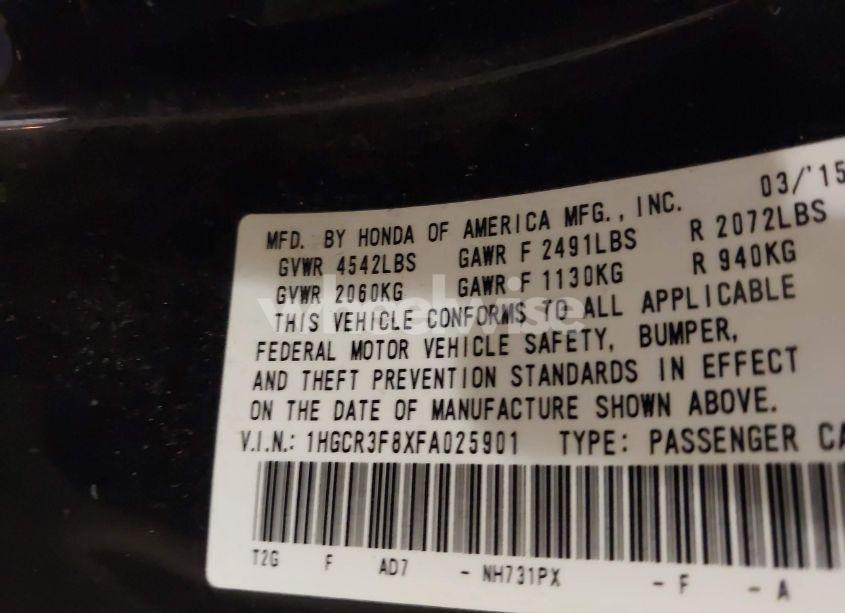 03/'15
MFD. BY HONDA OF AMERICA MFG., INC.
GVWR 4542LBS GAWR F 2491LBS R 2072LBS
GVWR 2060KG GAWR F 1130KG R 940KG
THIS VEHICLE CONFORMS TO ALL APPLICABLE
FEDERAL MOTOR VEHICLE SAFETY, BUMPER,
AND THEFT PREVENTION STANDARDS IN EFFECT
ON THE DATE OF MANUFACTURE SHOWN ABOVE.
V.I.N.: 1HGCR3F8XFA025901 TYPE: PASSENGER CA
T2G F AD7 - NH731PX - F - A